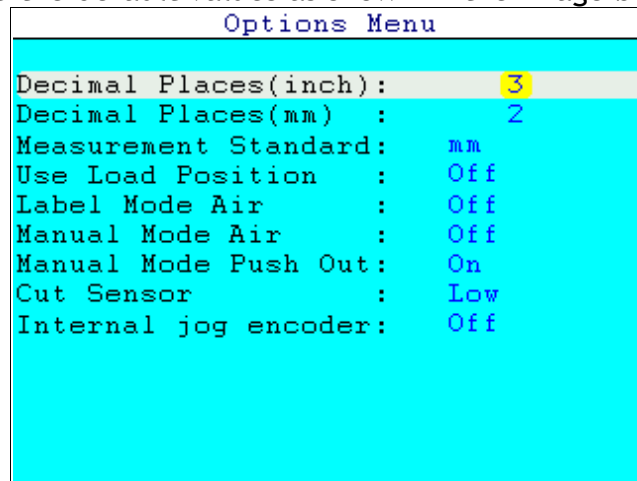 Options Menu
Decimal Places(inch): 3
Decimal Places(mm) : 2
Measurement Standard: mm
Use Load Position : Off
Label Mode Air : Off
Manual Mode Air : Off
Manual Mode Push Out: On
Cut Sensor : Low
Internal jog encoder: Off